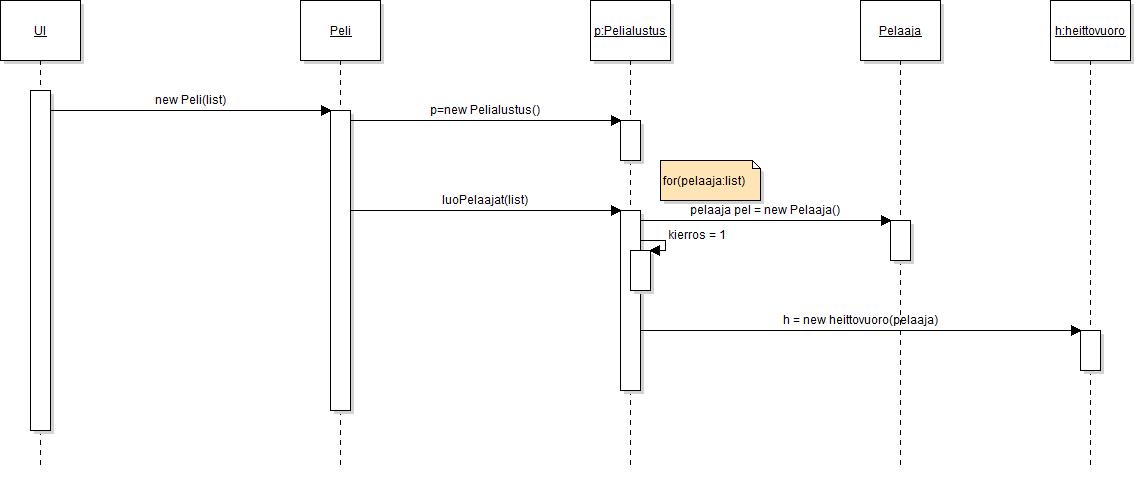 UI
Peli
p:Pelialustus
Pelaaja
h:heittovuoro
new Peli(list)
p=new Pelialustus()
for(pelaaja:list)
luoPelaajat(list)
pelaaja pel = new Pelaaja()
kierros = 1
h = new heittovuoro(pelaaja)